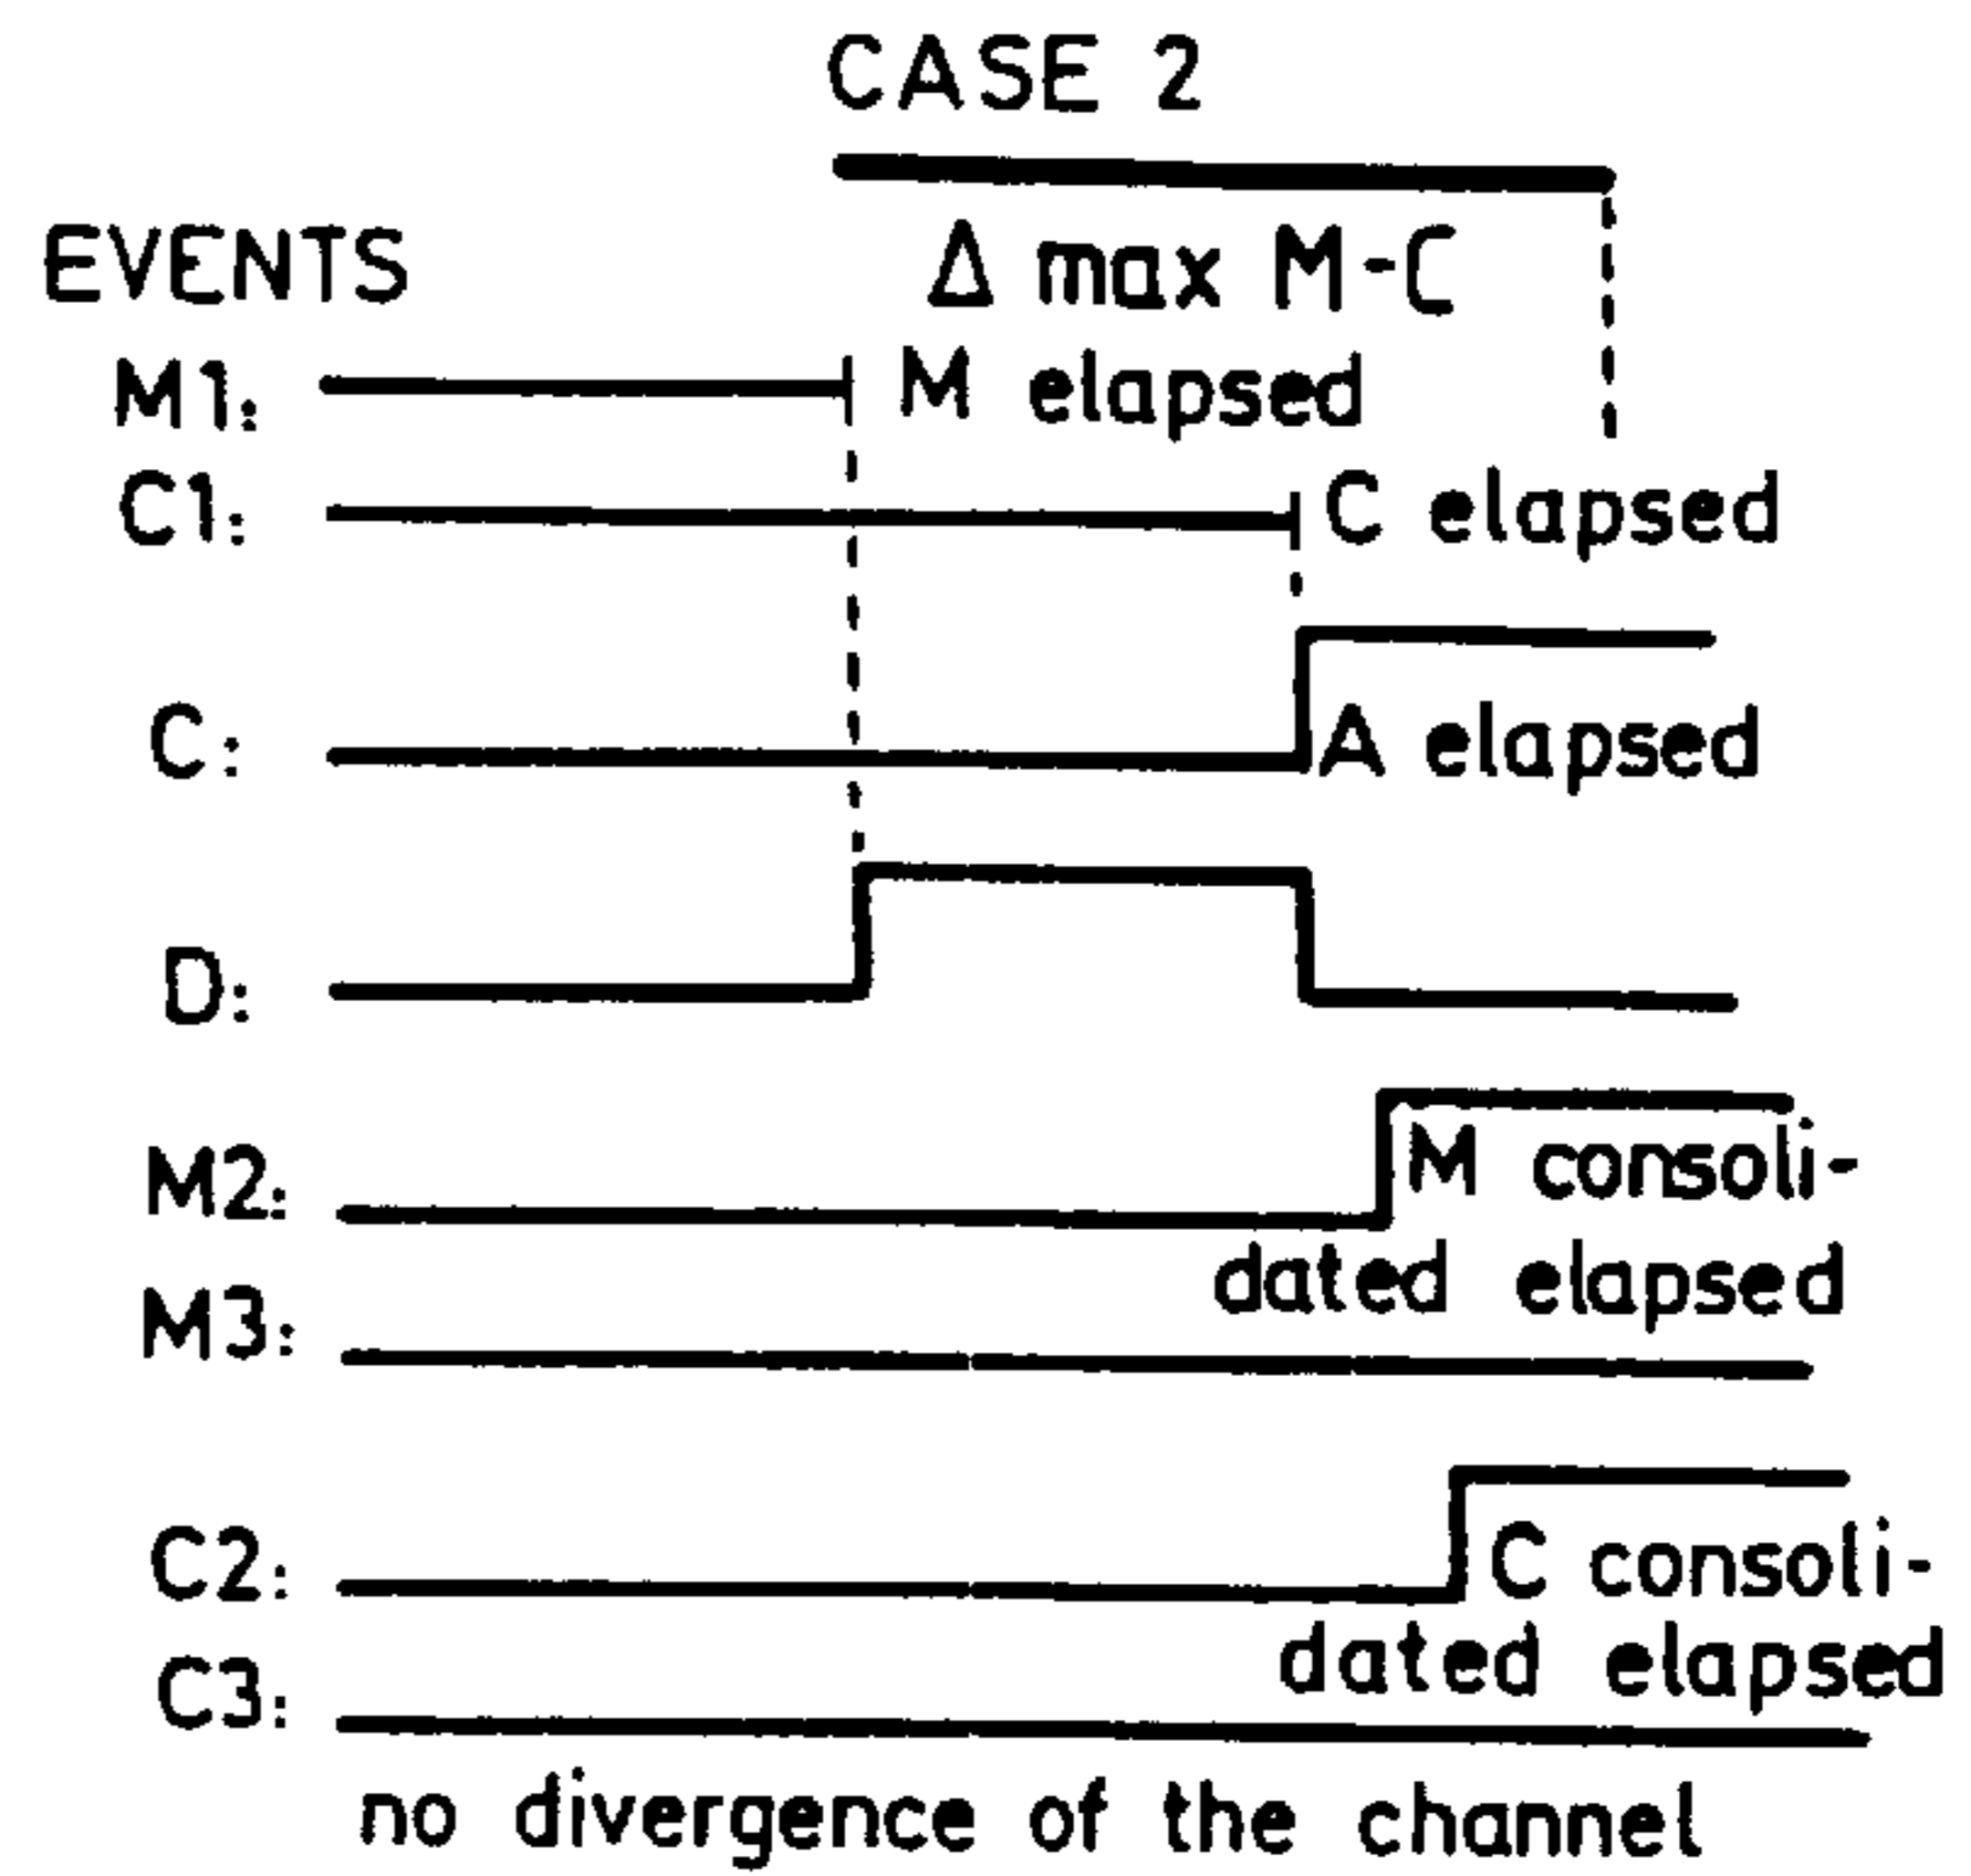 CASE 2
EVENTS
Δ max M-C
M1:
M elapsed
C1:
C elapsed
C:
A elapsed
D:
M2:
M consoli-
dated elapsed
M3:
C2:
C consoli-
dated elapsed
C3:
no divergence of the channel